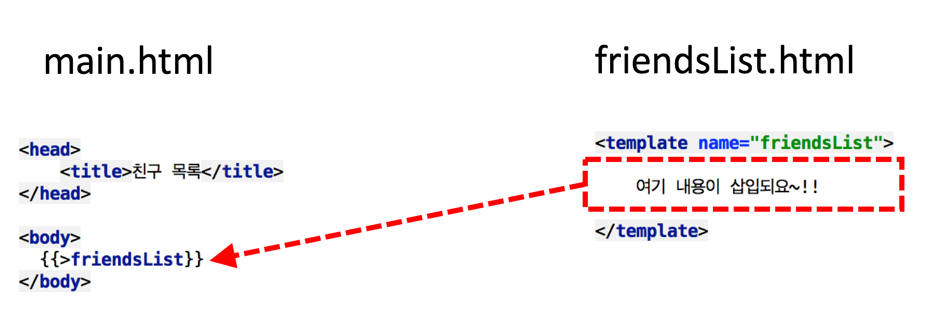 main.html
<head>
<title>친구 목록</title>
</head>
<body>
{{>friendsList}}
</body>
friendsList.html
<template name="friendsList">
여기 내용이 삽입되요~!!
</template>